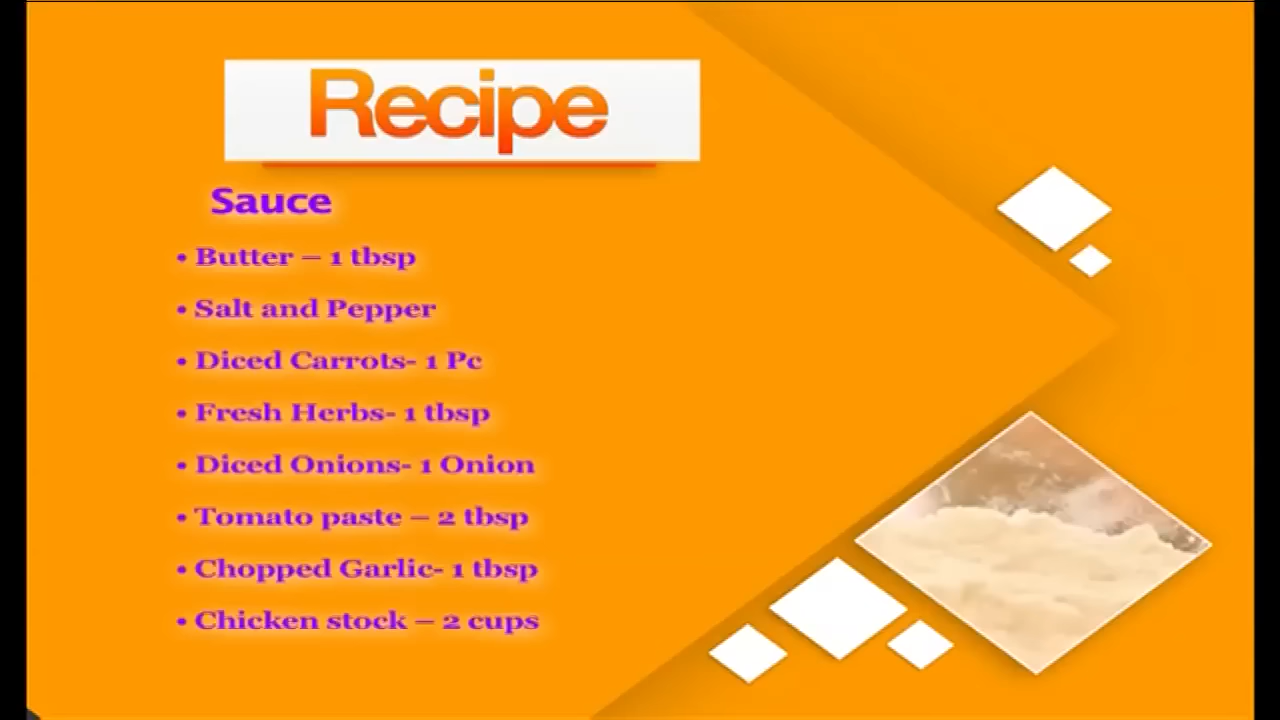 Recipe
Sauce
• Butter – 1 tbsp
• Salt and Pepper
• Diced Carrots- 1 Pc
• Fresh Herbs- 1 tbsp
• Diced Onions- 1 Onion
• Tomato paste – 2 tbsp
• Chopped Garlic- 1 tbsp
• Chicken stock – 2 cups